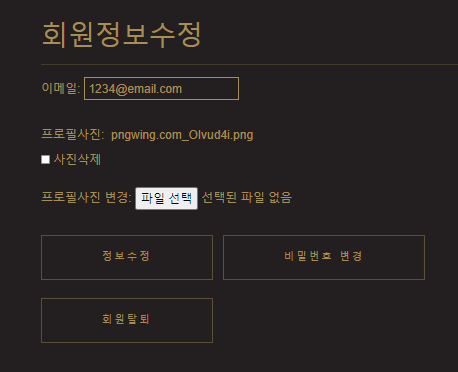 회원정보수정
이메일: 1234@email.com
프로필사진: pngwing.com_Olvud4i.png
사진삭제
프로필사진 변경: 파일 선택 선택된 파일 없음
정보수정 비밀번호 변경
회원탈퇴